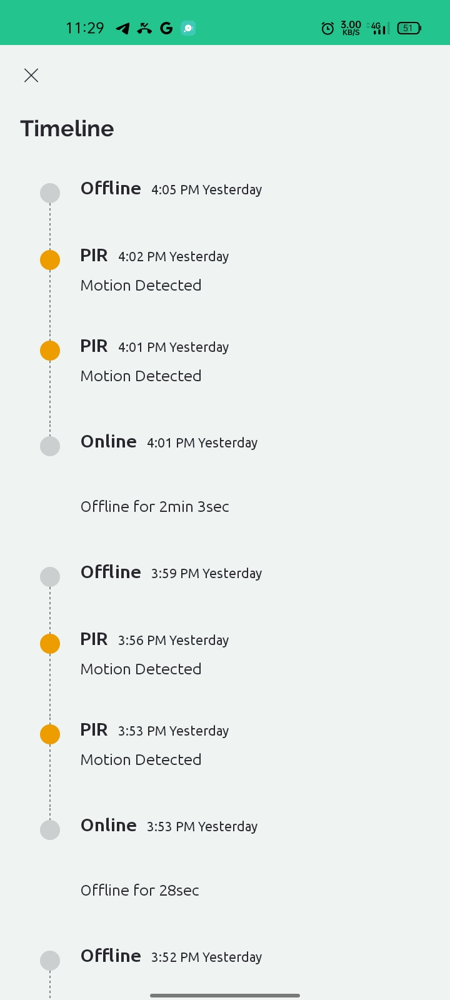 11:29 G 3.00 KB/S 4G 51
Timeline
Offline 4:05 PM Yesterday
PIR 4:02 PM Yesterday
Motion Detected
PIR 4:01 PM Yesterday
Motion Detected
Online 4:01 PM Yesterday
Offline for 2min 3sec
Offline 3:59 PM Yesterday
PIR 3:56 PM Yesterday
Motion Detected
PIR 3:53 PM Yesterday
Motion Detected
Online 3:53 PM Yesterday
Offline for 28sec
Offline 3:52 PM Yesterday